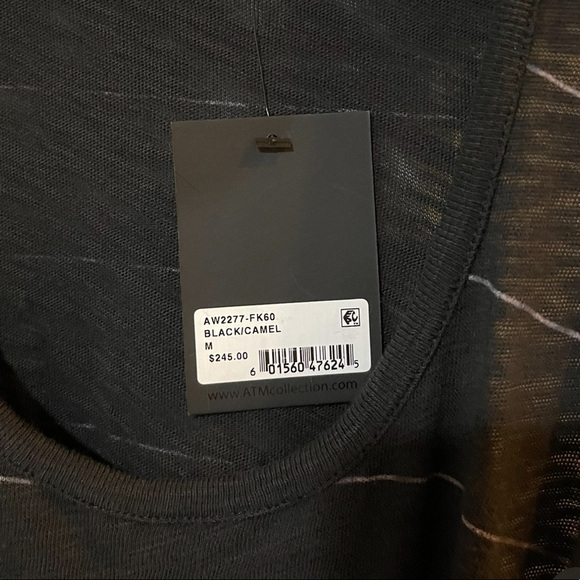 AW2277-FK60
BLACK/CAMEL
M
$245.00
6 01560 47624 5
www.ATMcollection.com